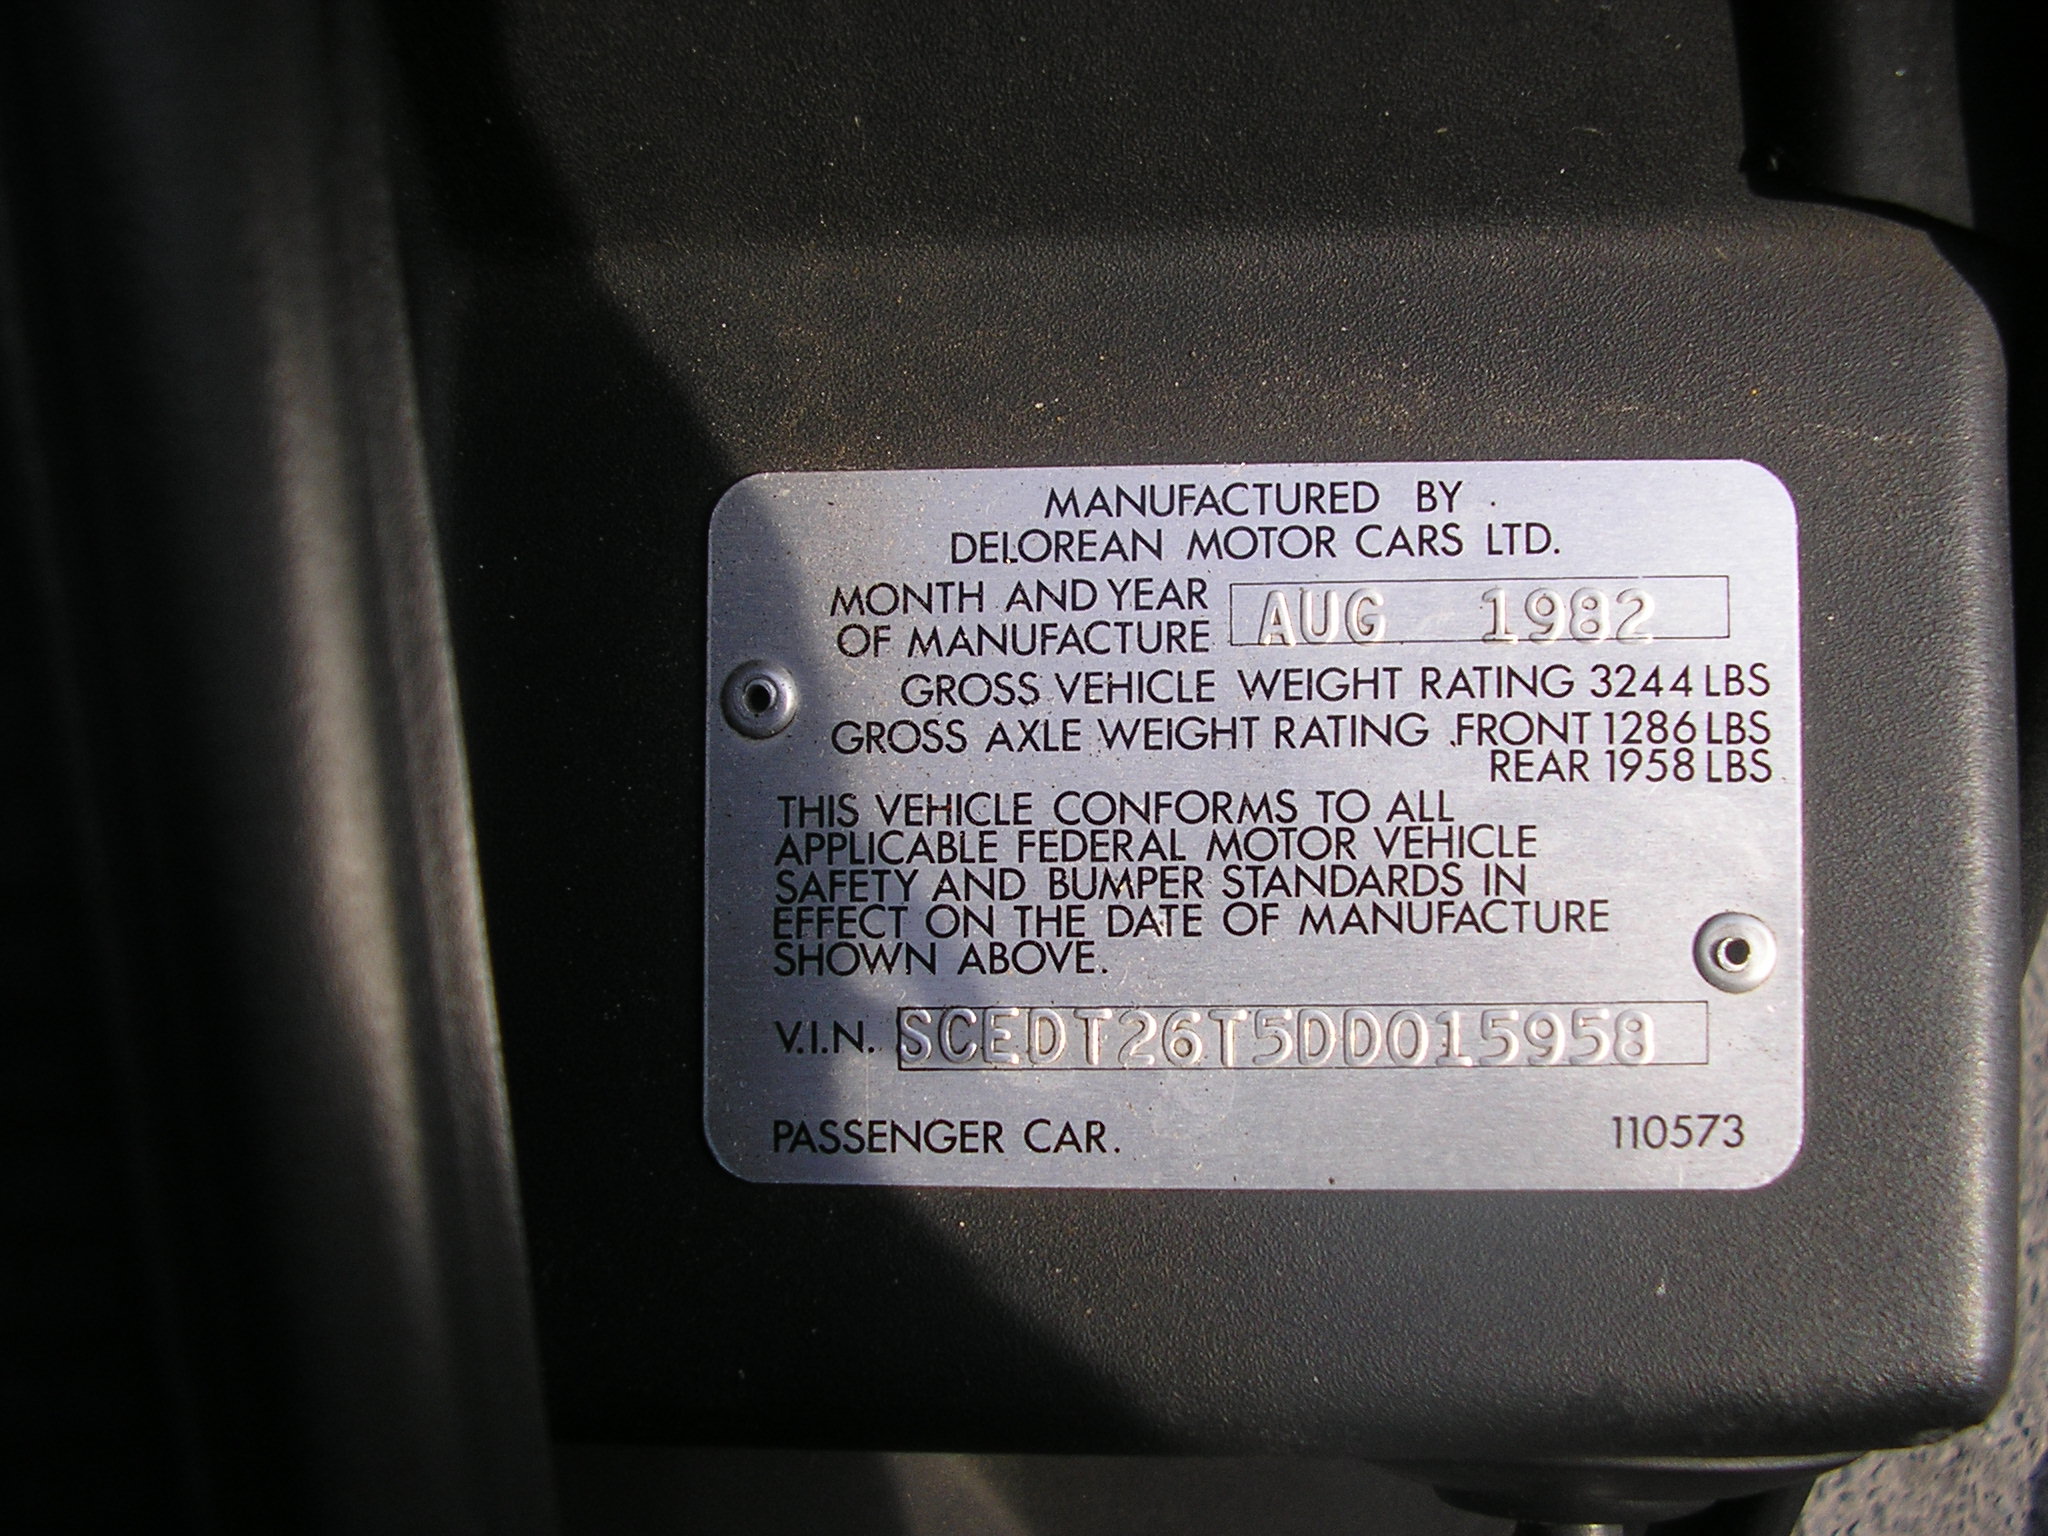 MANUFACTURED BY
DELOREAN MOTOR CARS LTD.
MONTH AND YEAR
OF MANUFACTURE AUG 1982
GROSS VEHICLE WEIGHT RATING 3244 LBS
GROSS AXLE WEIGHT RATING FRONT 1286 LBS
REAR 1958 LBS
THIS VEHICLE CONFORMS TO ALL
APPLICABLE FEDERAL MOTOR VEHICLE
SAFETY AND BUMPER STANDARDS IN
EFFECT ON THE DATE OF MANUFACTURE
SHOWN ABOVE.
V.I.N. SCEDT26T5DD015958
PASSENGER CAR. 110573